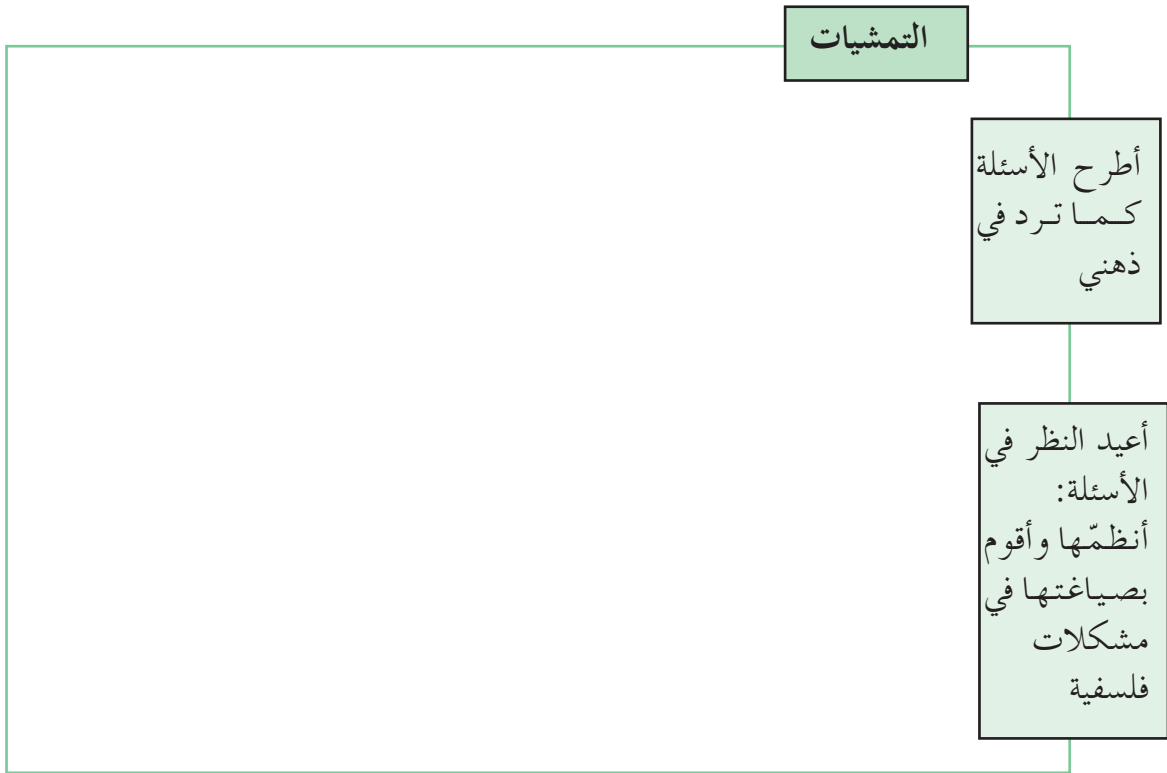 التمشيات
أطرح الأسئلة
كما ترد في
ذهني
أعيد النظر في
الأسئلة:
أنظمّها وأقوم
بصياغتها في
مشكلات
فلسفية